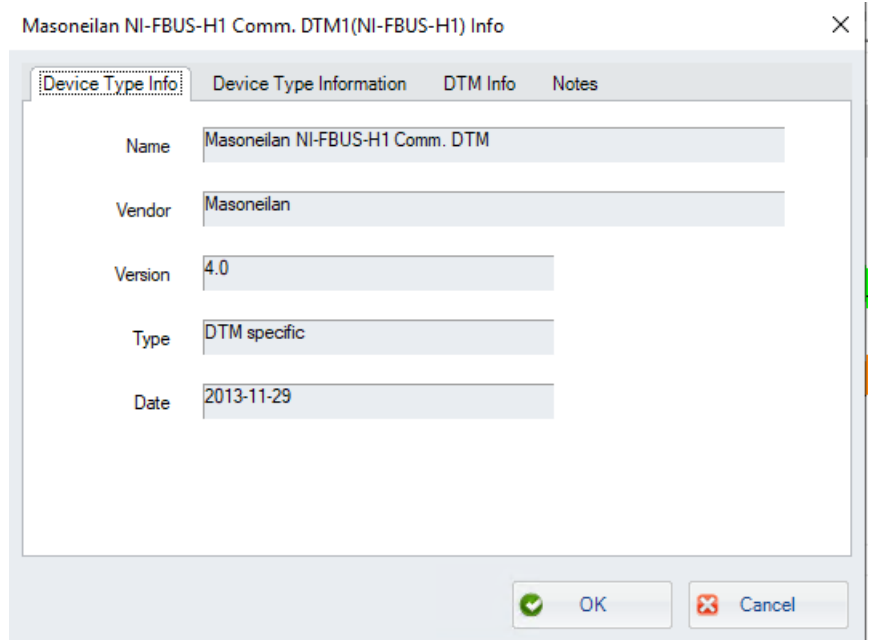 Masoneilan NI-FBUS-H1 Comm. DTM1(NI-FBUS-H1) Info
Device Type Info Device Type Information DTM Info Notes
Name Masoneilan NI-FBUS-H1 Comm. DTM
Vendor Masoneilan
Version 4.0
Type DTM specific
Date 2013-11-29
OK Cancel